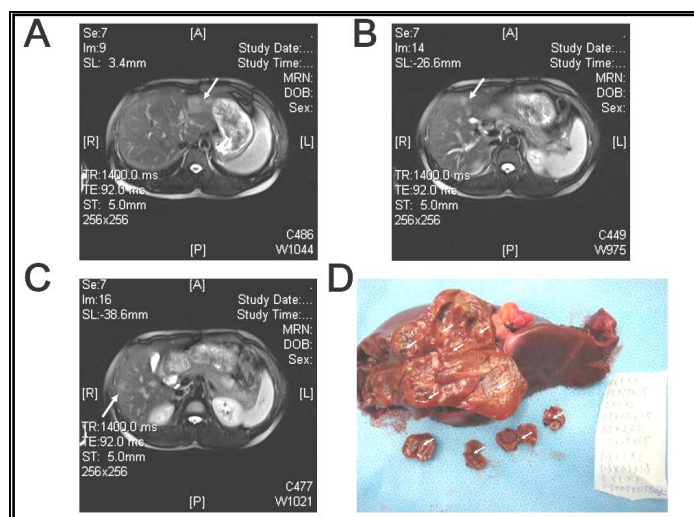 A
Se:7
[A]
.
Im:9
Study Date:...
SL: 3.4mm
Study Time:...
MRN:
DOB:
Sex:
[R]
[L]
TR:1400.0 ms
TE:92.0 ms
ST: 5.0mm
256x256
C486
[P]
W1044
B
Se:7
[A]
.
Im:14
Study Date:...
SL:-26.6mm
Study Time:...
MRN:
DOB:
Sex:
[R]
[L]
TR:1400.0 ms
TE:92.0 ms
ST: 5.0mm
256x256
C449
[P]
W975
C
Se:7
[A]
.
Im:16
Study Date:...
SL:-38.6mm
Study Time:...
MRN:
DOB:
Sex:
[R]
[L]
TR:1400.0 ms
TE:92.0 ms
ST: 5.0mm
256x256
C477
[P]
W1021
D